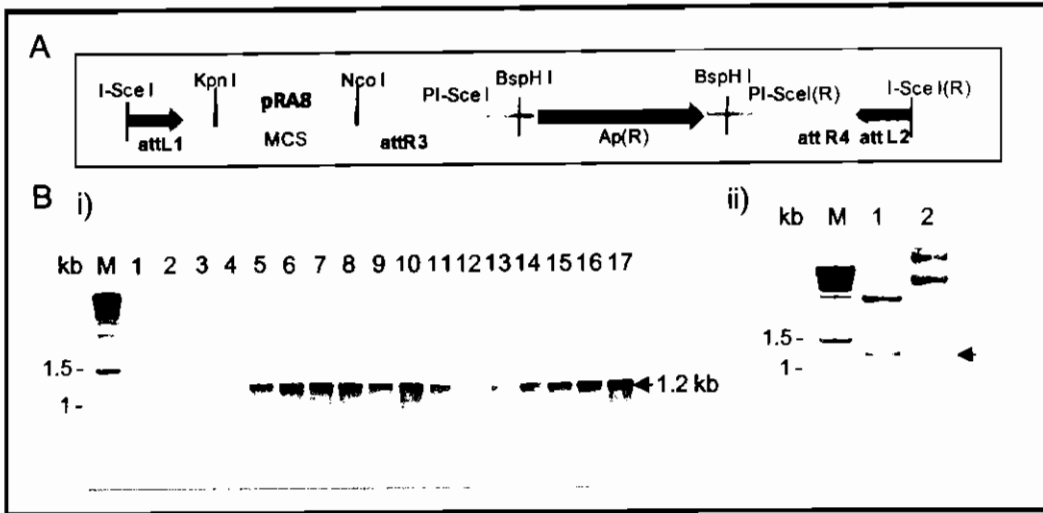 A
I-Sce I Kpn I pRA8 Nco I PI-Sce I BspH I BspH I PI-SceI(R) I-Sce I(R)
attL1 MCS attR3 Ap(R) att R4 att L2
B i)
kb M 1 2 3 4 5 6 7 8 9 10 11 12 13 14 15 16 17
1.5 -
1 -
1.2 kb
ii)
kb M 1 2
1.5 -
1 -